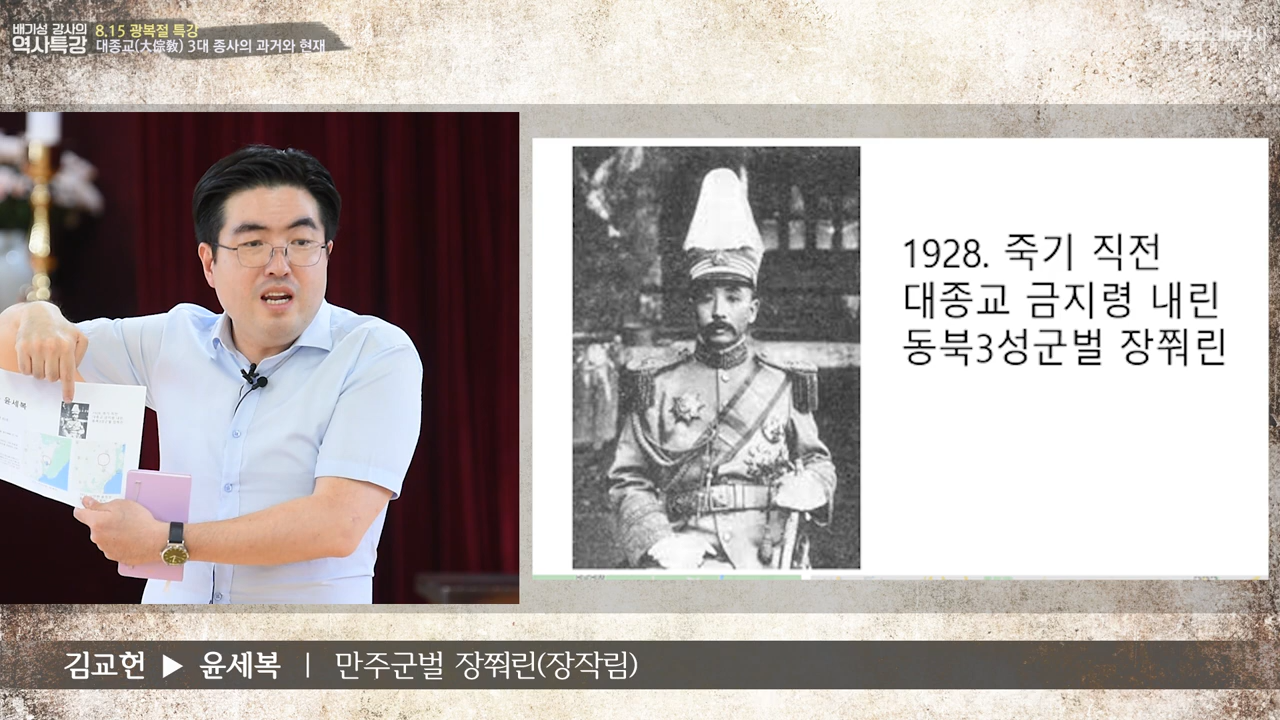 배기성 강사의
역사특강
8.15 광복절 특강
대종교(大倧敎) 3대 종사의 과거와 현재
윤세복
1928. 죽기 직전
대종교 금지령 내린
동북3성군벌 장쭤린
김교헌 ▶ 윤세복 | 만주군벌 장쭤린(장작림)